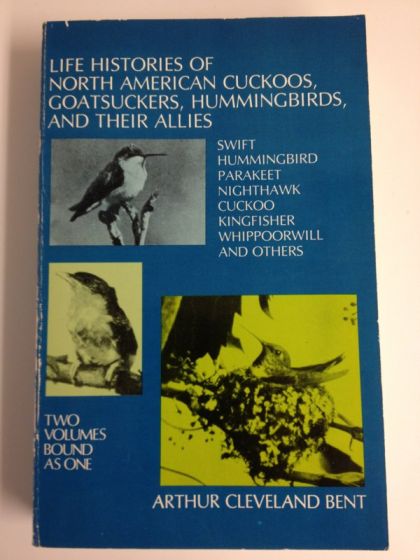 LIFE HISTORIES OF
NORTH AMERICAN CUCKOOS,
GOATSUCKERS, HUMMINGBIRDS,
AND THEIR ALLIES
SWIFT
HUMMINGBIRD
PARAKEET
NIGHTHAWK
CUCKOO
KINGFISHER
WHIPPOORWILL
AND OTHERS
TWO
VOLUMES
BOUND
AS ONE
ARTHUR CLEVELAND BENT